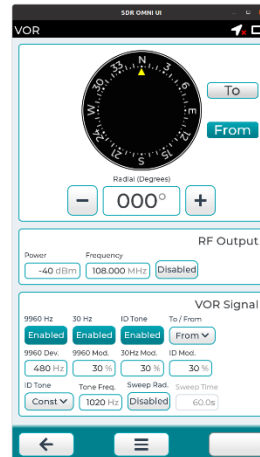 SDR OMNI UI
VOR
N 3 6 E 12 15 S 21 24 W 30 33
To
From
Radial (Degrees)
− 000° +
RF Output
Power Frequency
-40 dBm 108.000 MHz Disabled
VOR Signal
9960 Hz 30 Hz ID Tone To / From
Enabled Enabled Enabled From
9960 Dev. 9960 Mod. 30Hz Mod. ID Mod.
480 Hz 30 % 30 % 30 %
ID Tone Tone Freq. Sweep Rad. Sweep Time
Const 1020 Hz Disabled 60.0s